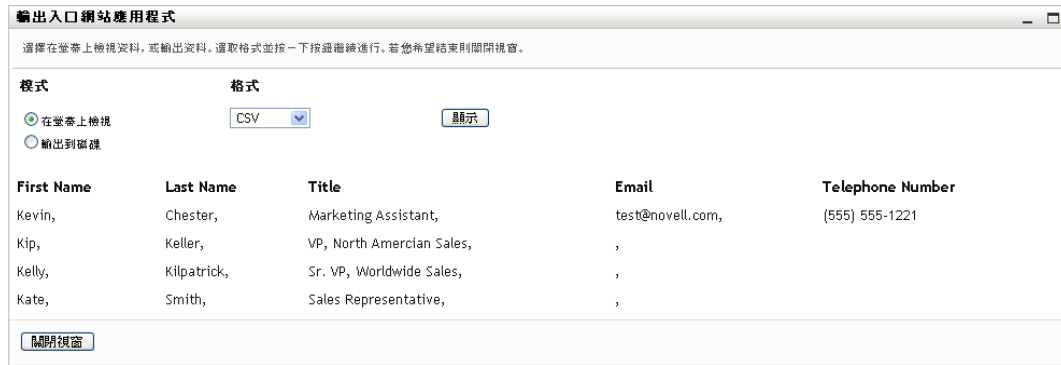 輸出入口網站應用程式
選擇在螢幕上檢視資料，或輸出資料。選取格式並按一下按鈕繼續進行。若您希望結束則關閉視窗。
模式 格式
在螢幕上檢視 CSV 顯示
輸出到磁碟
First Name Last Name Title Email Telephone Number
Kevin, Chester, Marketing Assistant, test@novell.com, (555) 555-1221
Kip, Keller, VP, North Amercian Sales, ,
Kelly, Kilpatrick, Sr. VP, Worldwide Sales, ,
Kate, Smith, Sales Representative, ,
關閉視窗